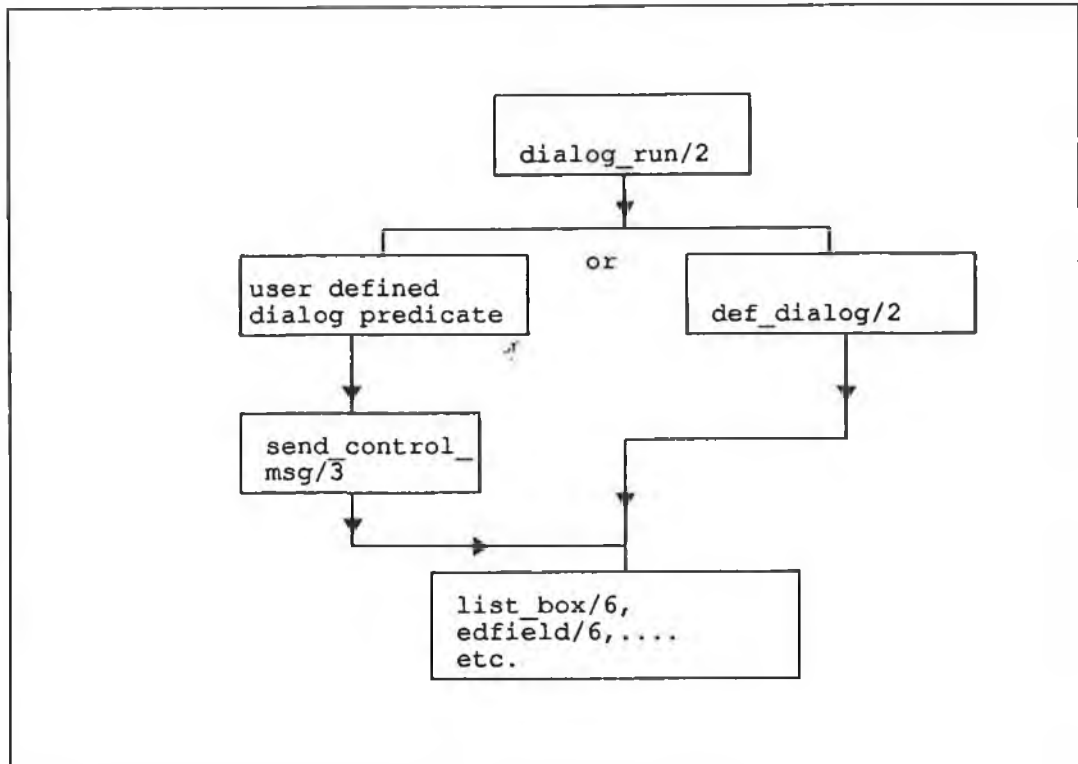 dialog_run/2
or
user defined
dialog predicate
def_dialog/2
send_control_
msg/3
list_box/6,
edfield/6,....
etc.